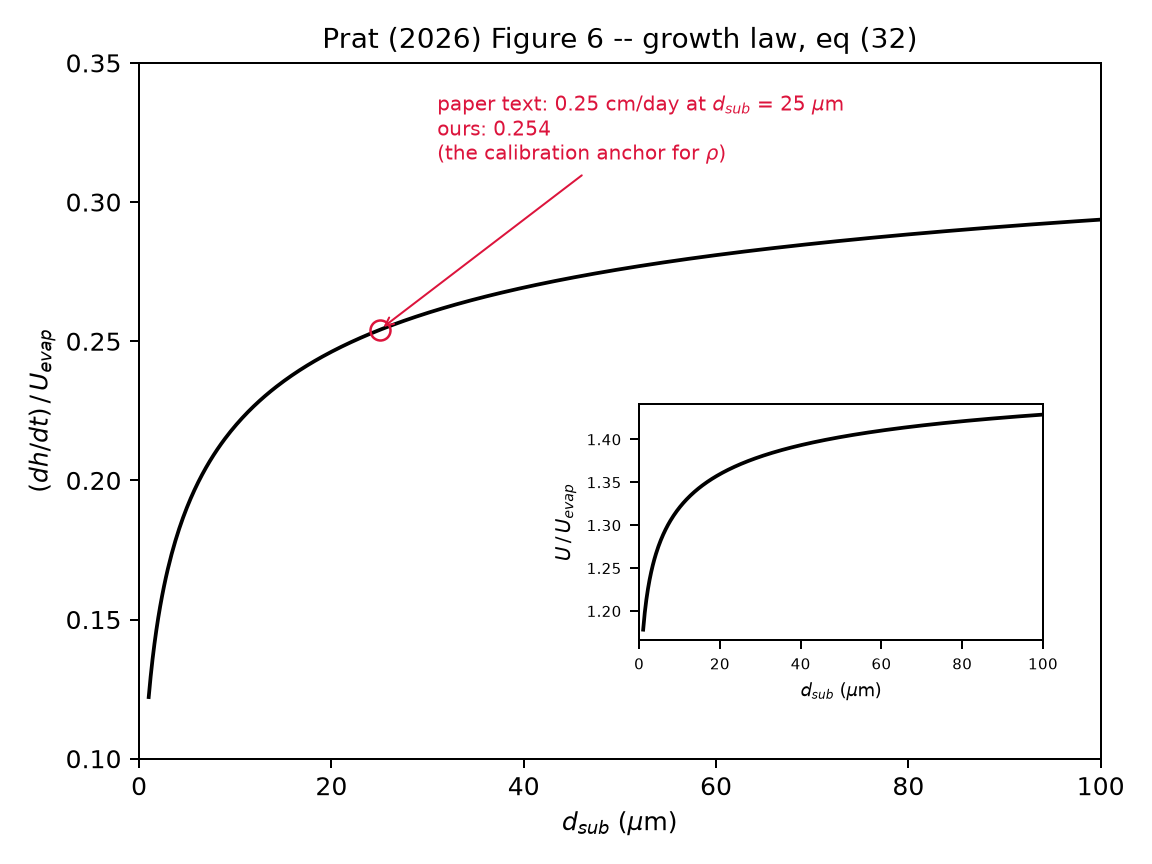 Prat (2026) Figure 6 -- growth law, eq (32)
paper text: 0.25 cm/day at d_sub = 25 μm
ours: 0.254
(the calibration anchor for ρ)
(dh/dt) / U_evap
0.35
0.30
0.25
0.20
0.15
0.10
0 20 40 60 80 100
d_sub (μm)
U / U_evap
1.40
1.35
1.30
1.25
1.20
0 20 40 60 80 100
d_sub (μm)